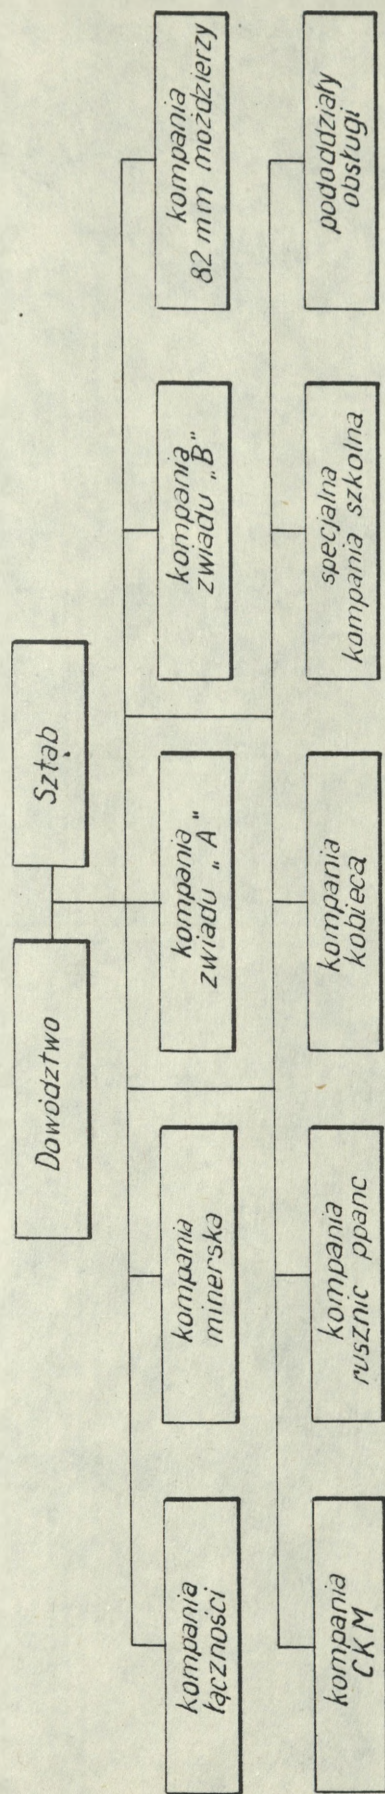 Dowództwo
Sztab
kompania
łączności
kompania
minerska
kompania
zwiadu „A"
kompania
zwiadu „B"
kompania
82 mm moździerzy
kompania
CKM
kompania
rusznic ppanc
kompania
kobieca
specjalna
kompania szkolna
pododdziały
obsługi